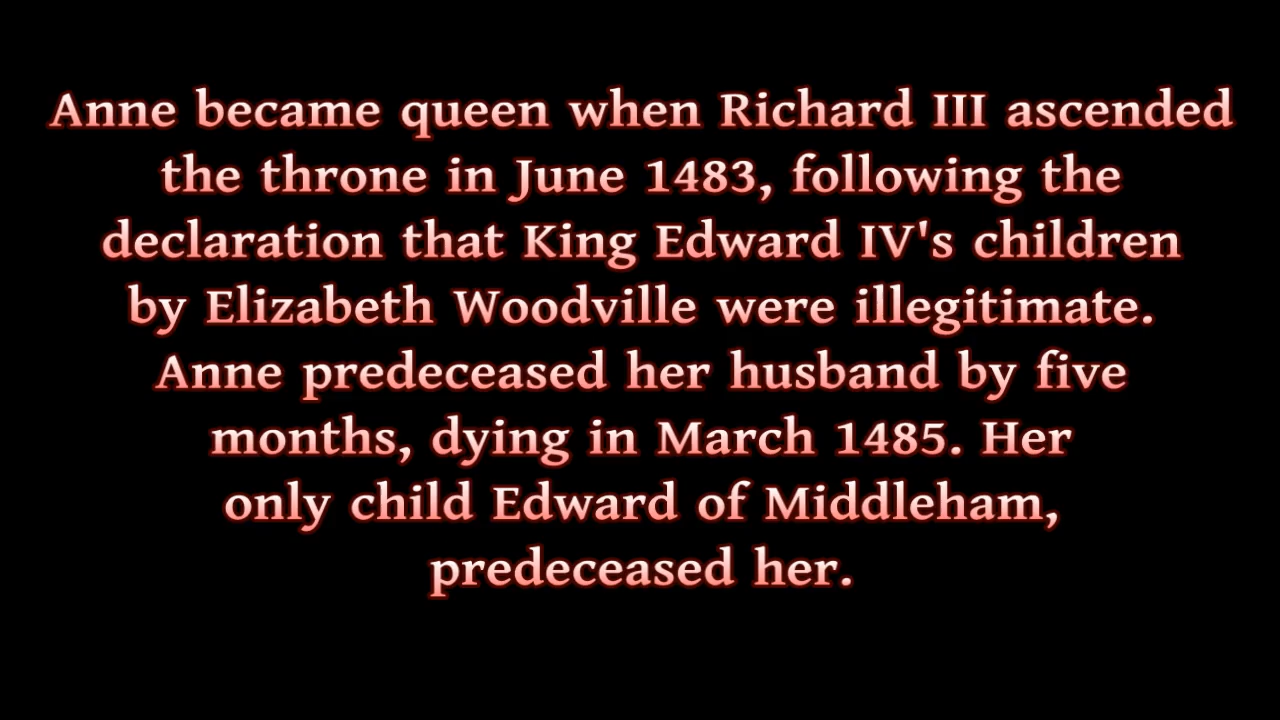 Anne became queen when Richard III ascended
the throne in June 1483, following the
declaration that King Edward IV's children
by Elizabeth Woodville were illegitimate.
Anne predeceased her husband by five
months, dying in March 1485. Her
only child Edward of Middleham,
predeceased her.